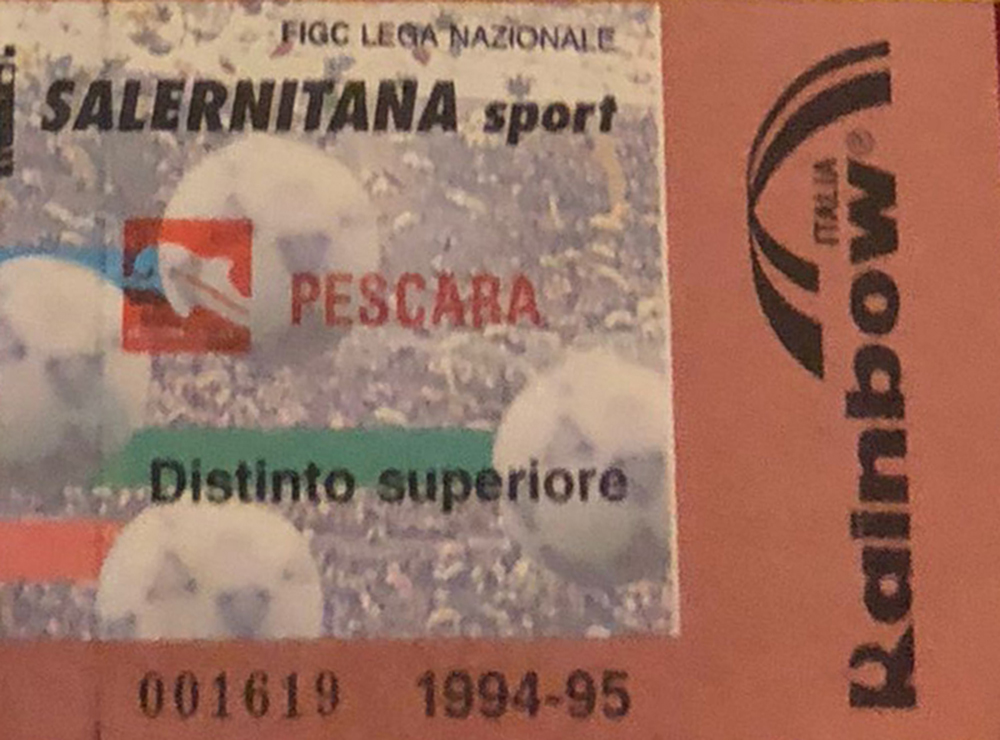 FIGC LEGA NAZIONALE
SALERNITANA sport
PESCARA
Distinto superiore
001619 1994-95
Rainbow®
ITALIA